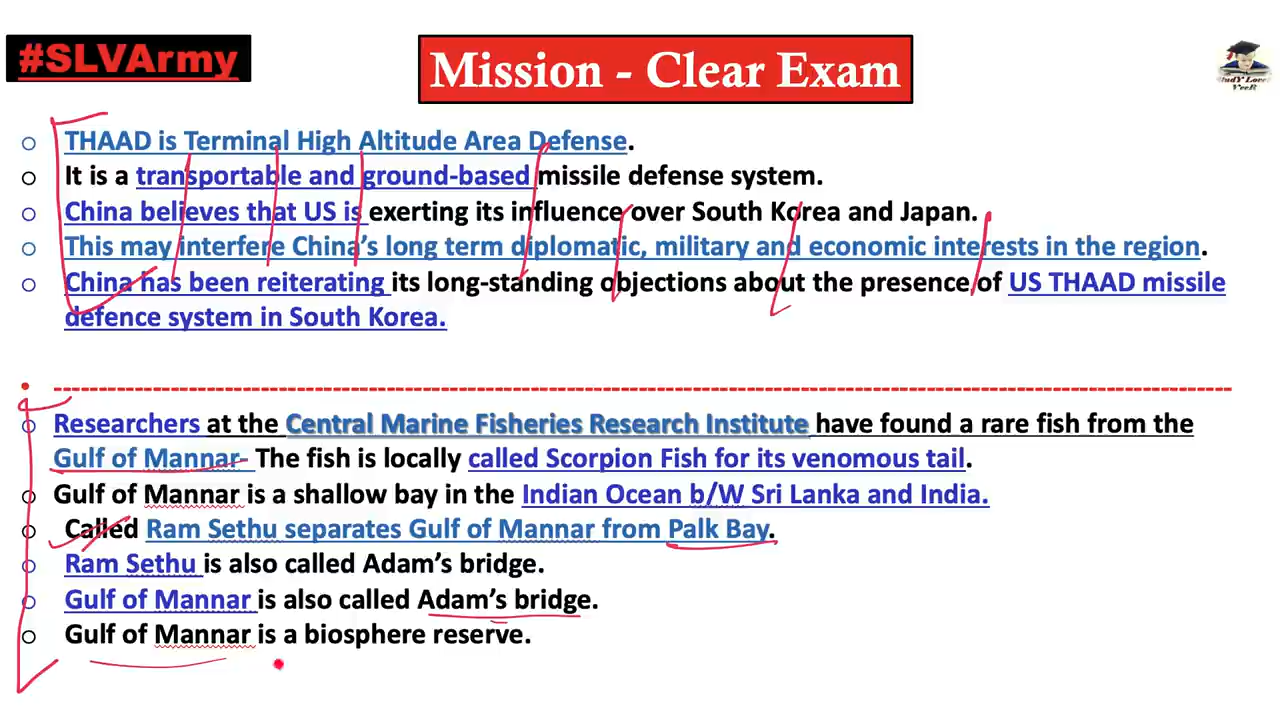 #SLVArmy
Mission - Clear Exam
StudY LoveR
VeeR
THAAD is Terminal High Altitude Area Defense.
It is a transportable and ground-based missile defense system.
China believes that US is exerting its influence over South Korea and Japan.
This may interfere China's long term diplomatic, military and economic interests in the region.
China has been reiterating its long-standing objections about the presence of US THAAD missile
defence system in South Korea.
Researchers at the Central Marine Fisheries Research Institute have found a rare fish from the
Gulf of Mannar- The fish is locally called Scorpion Fish for its venomous tail.
Gulf of Mannar is a shallow bay in the Indian Ocean b/W Sri Lanka and India.
Called Ram Sethu separates Gulf of Mannar from Palk Bay.
Ram Sethu is also called Adam's bridge.
Gulf of Mannar is also called Adam's bridge.
Gulf of Mannar is a biosphere reserve.